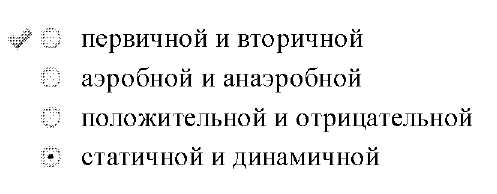 первичной и вторичной
аэробной и анаэробной
положительной и отрицательной
статичной и динамичной